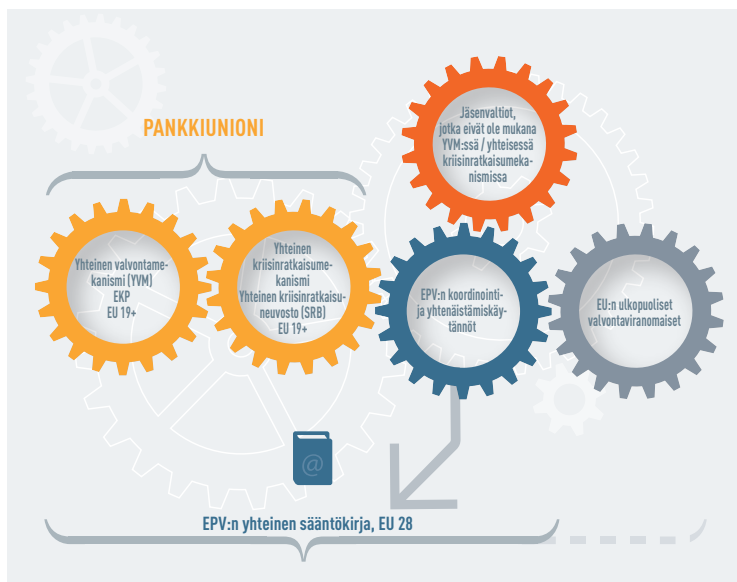 PANKKIUNIONI
Jäsenvaltiot,
jotka eivät ole mukana
YVM:ssä / yhteisessä
kriisinratkaisumeka-
nismissa
Yhteinen valvontame-
kanismi (YVM)
EKP
EU 19+
Yhteinen
kriisinratkaisume-
kanismi
Yhteinen kriisinratkaisu-
neuvosto (SRB)
EU 19+
EPV:n koordinointi-
ja yhtenäistämiskäy-
tännöt
EU:n ulkopuoliset
valvontaviranomaiset
@
EPV:n yhteinen sääntökirja, EU 28